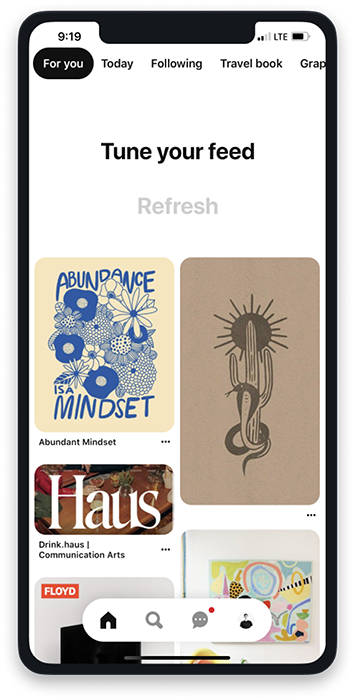 9:19
LTE
For you Today Following Travel book Grap
Tune your feed
Refresh
ABUNDANCE
IS A
MINDSET
Abundant Mindset
Haus
Drink.haus |
Communication Arts
FLOYD